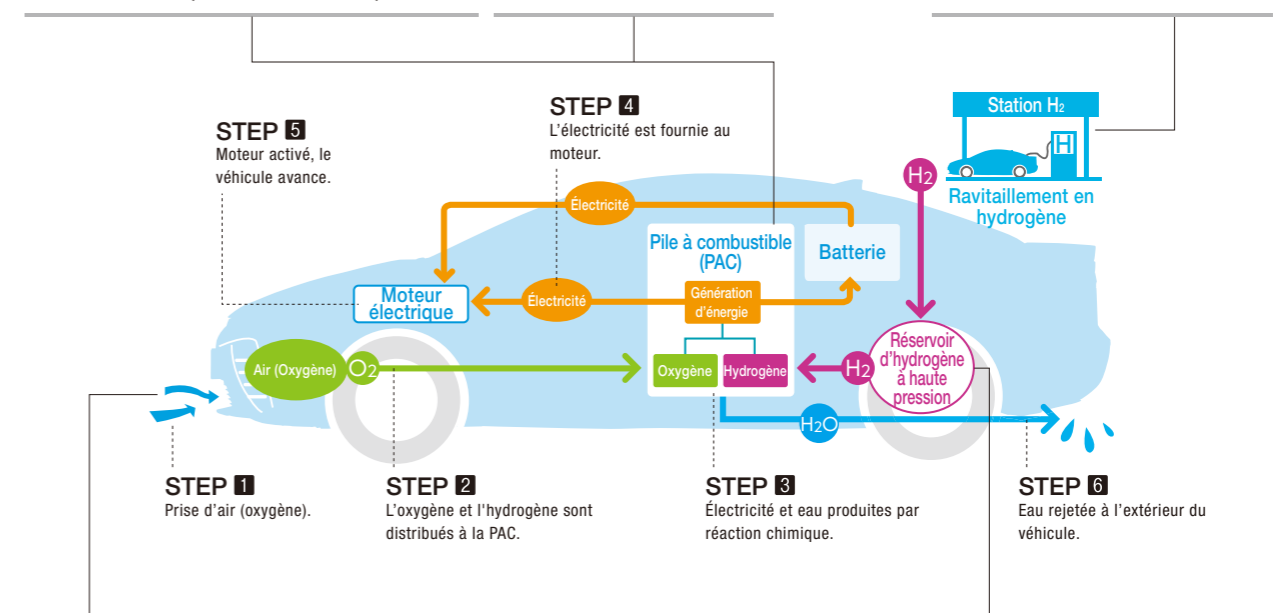 STEP 5
Moteur activé, le
véhicule avance.
STEP 4
L’électricité est fournie au
moteur.
Station H₂
H
Ravitaillement en
hydrogène
H₂
Électricité
Pile à combustible
(PAC)
Batterie
Moteur
électrique
Électricité
Génération
d’énergie
Air (Oxygène)
O₂
Oxygène
Hydrogène
H₂
Réservoir
d’hydrogène
à haute
pression
H₂O
STEP 1
Prise d’air (oxygène).
STEP 2
L’oxygène et l'hydrogène sont
distribués à la PAC.
STEP 3
Électricité et eau produites par
réaction chimique.
STEP 6
Eau rejetée à l’extérieur du
véhicule.